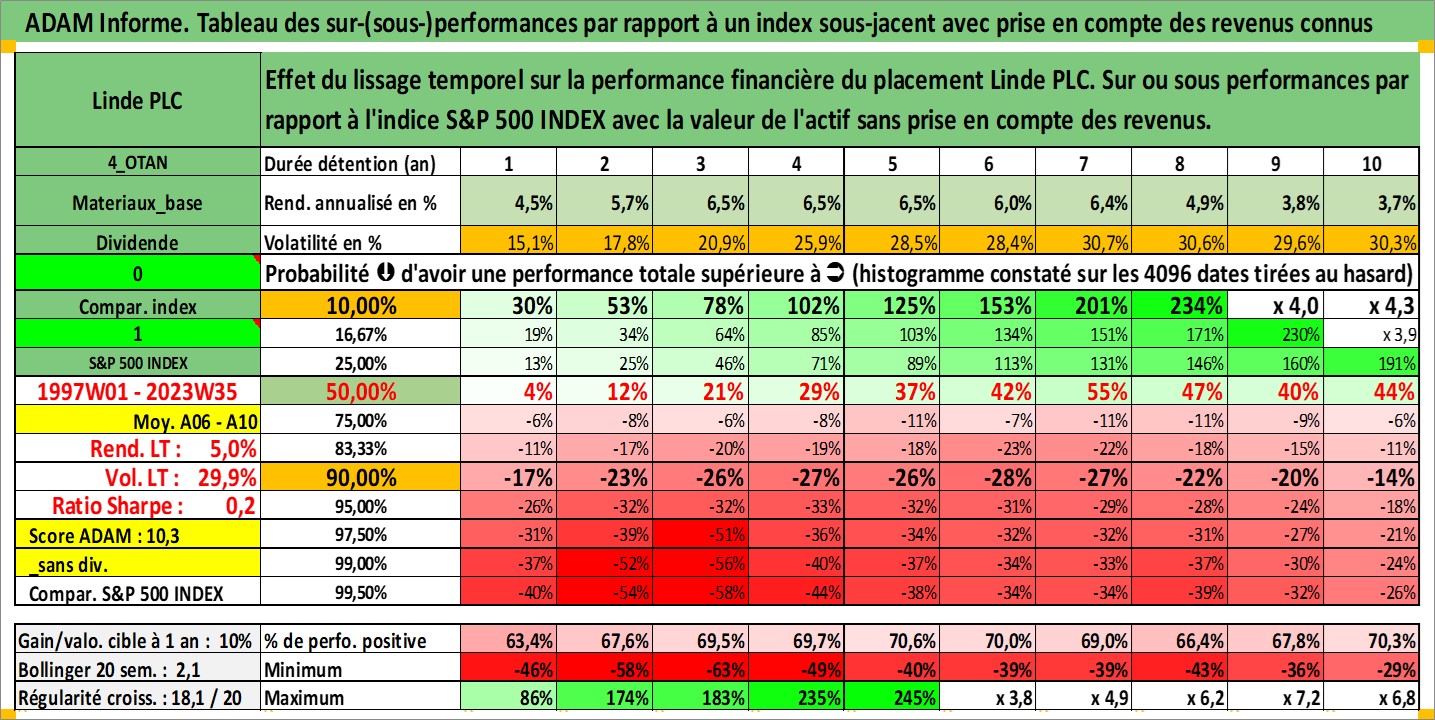 ADAM Informe. Tableau des sur-(sous-)performances par rapport à un index sous-jacent avec prise en compte des revenus connus
Linde PLC
Effet du lissage temporel sur la performance financière du placement Linde PLC. Sur ou sous performances par
rapport à l'indice S&P 500 INDEX avec la valeur de l'actif sans prise en compte des revenus.
4_OTAN Durée détention (an) 1 2 3 4 5 6 7 8 9 10
Materiaux_base Rend. annualisé en % 4,5% 5,7% 6,5% 6,5% 6,5% 6,0% 6,4% 4,9% 3,8% 3,7%
Dividende Volatilité en % 15,1% 17,8% 20,9% 25,9% 28,5% 28,4% 30,7% 30,6% 29,6% 30,3%
0 Probabilité ⮋ d'avoir une performance totale supérieure à ➲ (histogramme constaté sur les 4096 dates tirées au hasard)
Compar. index 10,00% 30% 53% 78% 102% 125% 153% 201% 234% x 4,0 x 4,3
1 16,67% 19% 34% 64% 85% 103% 134% 151% 171% 230% x 3,9
S&P 500 INDEX 25,00% 13% 25% 46% 71% 89% 113% 131% 146% 160% 191%
1997W01 - 2023W35 50,00% 4% 12% 21% 29% 37% 42% 55% 47% 40% 44%
Moy. A06 - A10 75,00% -6% -8% -6% -8% -11% -7% -11% -11% -9% -6%
Rend. LT : 5,0% 83,33% -11% -17% -20% -19% -18% -23% -22% -18% -15% -11%
Vol. LT : 29,9% 90,00% -17% -23% -26% -27% -26% -28% -27% -22% -20% -14%
Ratio Sharpe : 0,2 95,00% -26% -32% -32% -33% -32% -31% -29% -28% -24% -18%
Score ADAM : 10,3 97,50% -31% -39% -51% -36% -34% -32% -32% -31% -27% -21%
_sans div. 99,00% -37% -52% -56% -40% -37% -34% -33% -37% -30% -24%
Compar. S&P 500 INDEX 99,50% -40% -54% -58% -44% -38% -34% -34% -39% -32% -26%
Gain/valo. cible à 1 an : 10% % de perfo. positive 63,4% 67,6% 69,5% 69,7% 70,6% 70,0% 69,0% 66,4% 67,8% 70,3%
Bollinger 20 sem. : 2,1 Minimum -46% -58% -63% -49% -40% -39% -39% -43% -36% -29%
Régularité croiss. : 18,1 / 20 Maximum 86% 174% 183% 235% 245% x 3,8 x 4,9 x 6,2 x 7,2 x 6,8